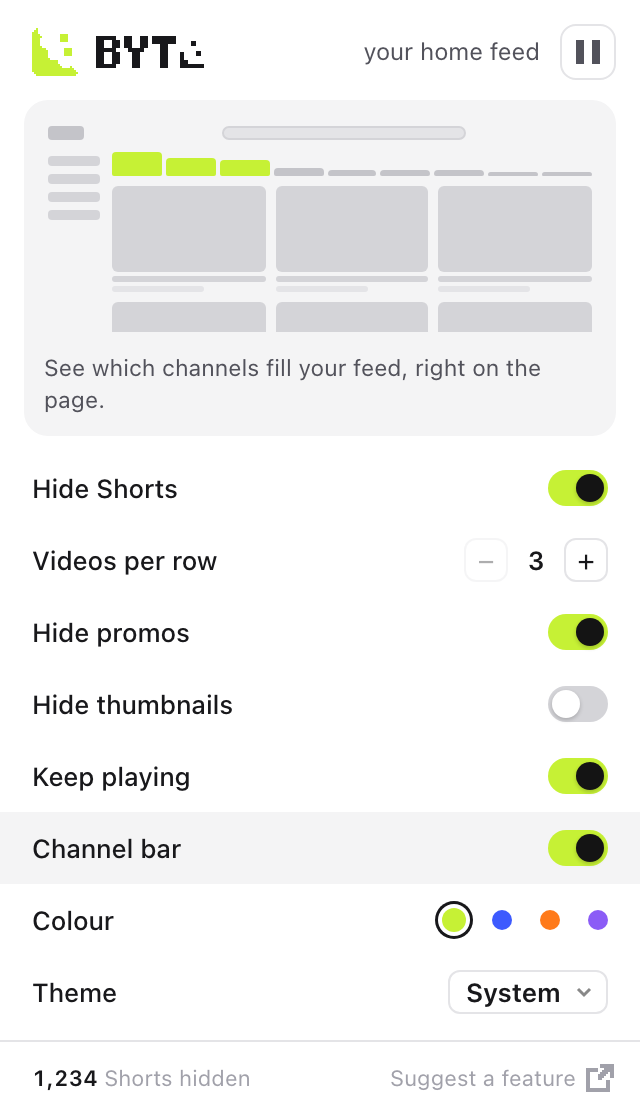 BYTe
your home feed
See which channels fill your feed, right on the
page.
Hide Shorts
Videos per row
− 3 +
Hide promos
Hide thumbnails
Keep playing
Channel bar
Colour
Theme
System
1,234 Shorts hidden
Suggest a feature